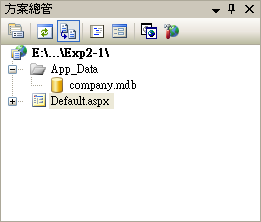 方案總管
E:\...\Exp2-1\
App_Data
company.mdb
Default.aspx